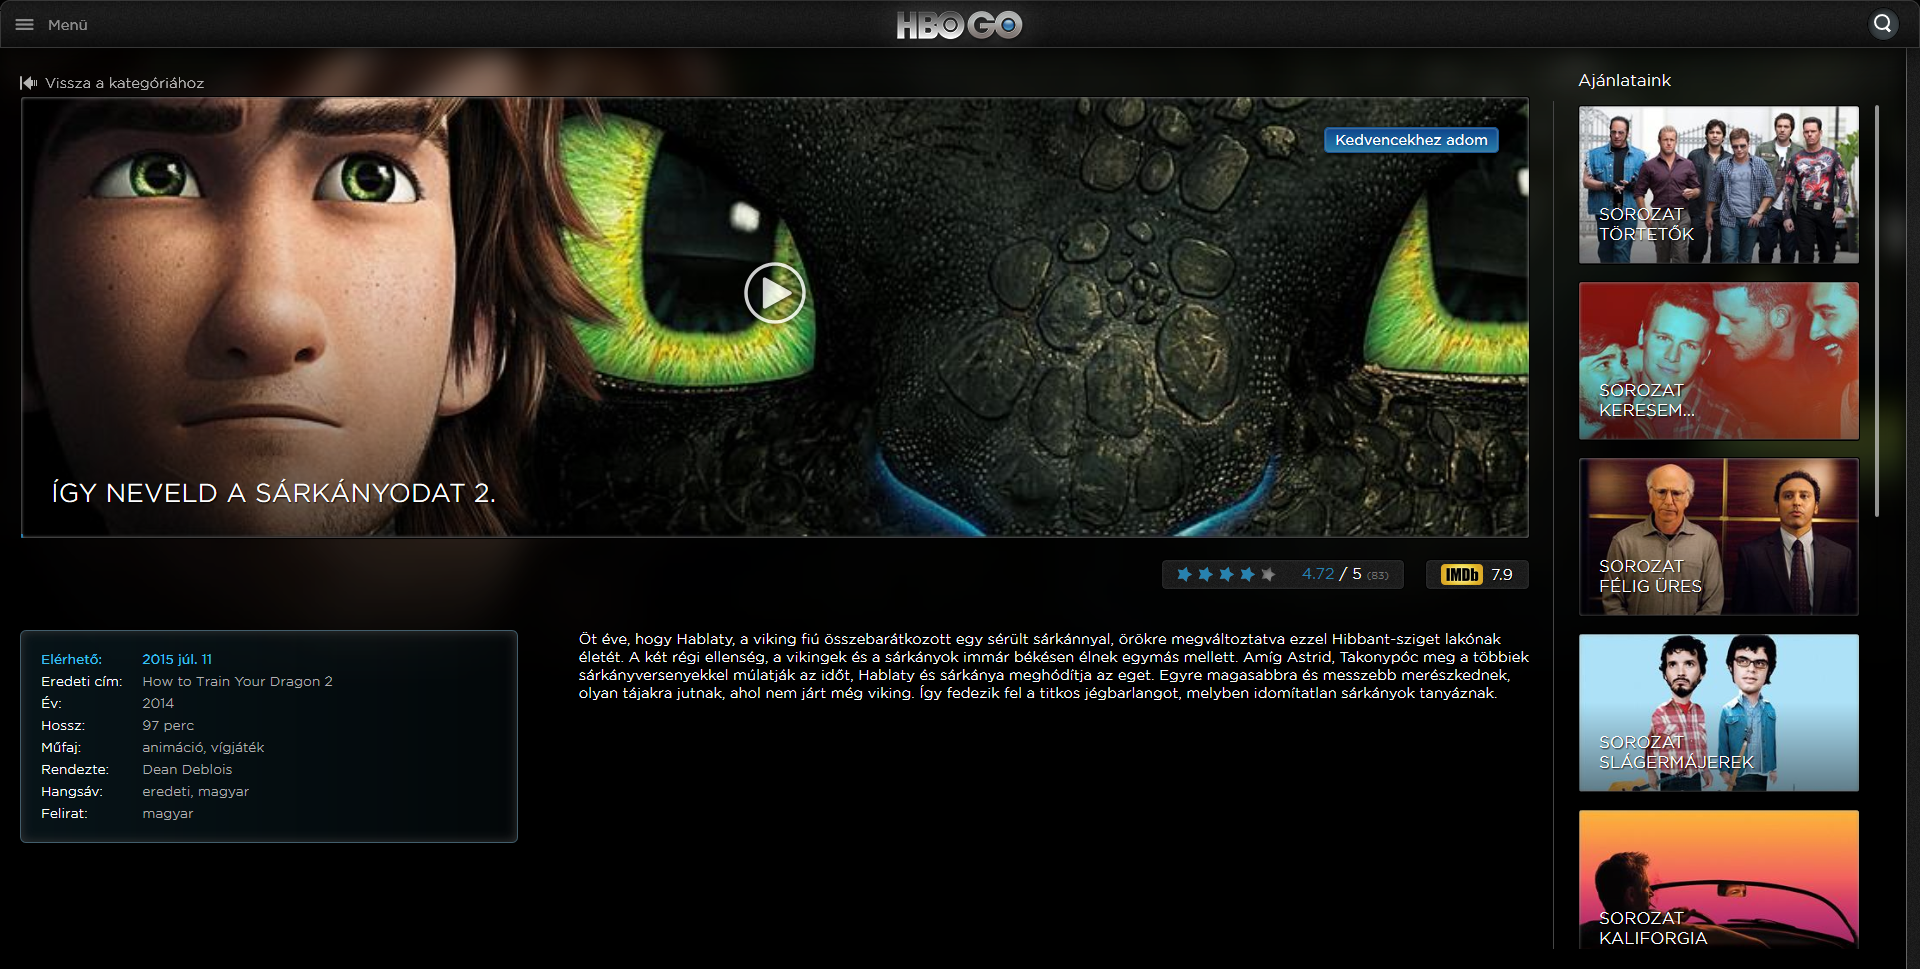 Menü
HBO GO
Vissza a kategóriához
Kedvencekhez adom
ÍGY NEVELD A SÁRKÁNYODAT 2.
4.72 / 5 (83)
IMDb 7.9
Elérhető: 2015 júl. 11
Eredeti cím: How to Train Your Dragon 2
Év: 2014
Hossz: 97 perc
Műfaj: animáció, vígjáték
Rendezte: Dean Deblois
Hangsáv: eredeti, magyar
Felirat: magyar
Öt éve, hogy Hablaty, a viking fiú összebarátkozott egy sérült sárkánnyal, örökre megváltoztatva ezzel Hibbant-sziget lakónak
életét. A két régi ellenség, a vikingek és a sárkányok immár békésen élnek egymás mellett. Amíg Astrid, Takonypóc meg a többiek
sárkányversenyekkel múlatják az időt, Hablaty és sárkánya meghódítja az eget. Egyre magasabbra és messzebb merészkednek,
olyan tájakra jutnak, ahol nem járt még viking. Így fedezik fel a titkos jégbarlangot, melyben idomítatlan sárkányok tanyáznak.
Ajánlataink
SOROZAT
TÖRTETŐK
SOROZAT
KERESEM...
SOROZAT
FÉLIG ÜRES
SOROZAT
SLÁGERMÁJEREK
SOROZAT
KALIFORGIA